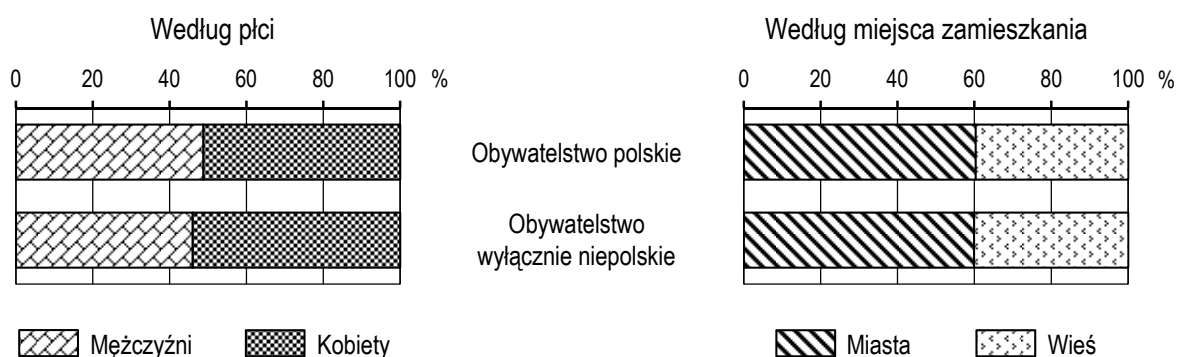 Według płci
Według miejsca zamieszkania
0 20 40 60 80 100 %
0 20 40 60 80 100 %
Obywatelstwo polskie
Obywatelstwo
wyłącznie niepolskie
Mężczyźni Kobiety
Miasta Wieś